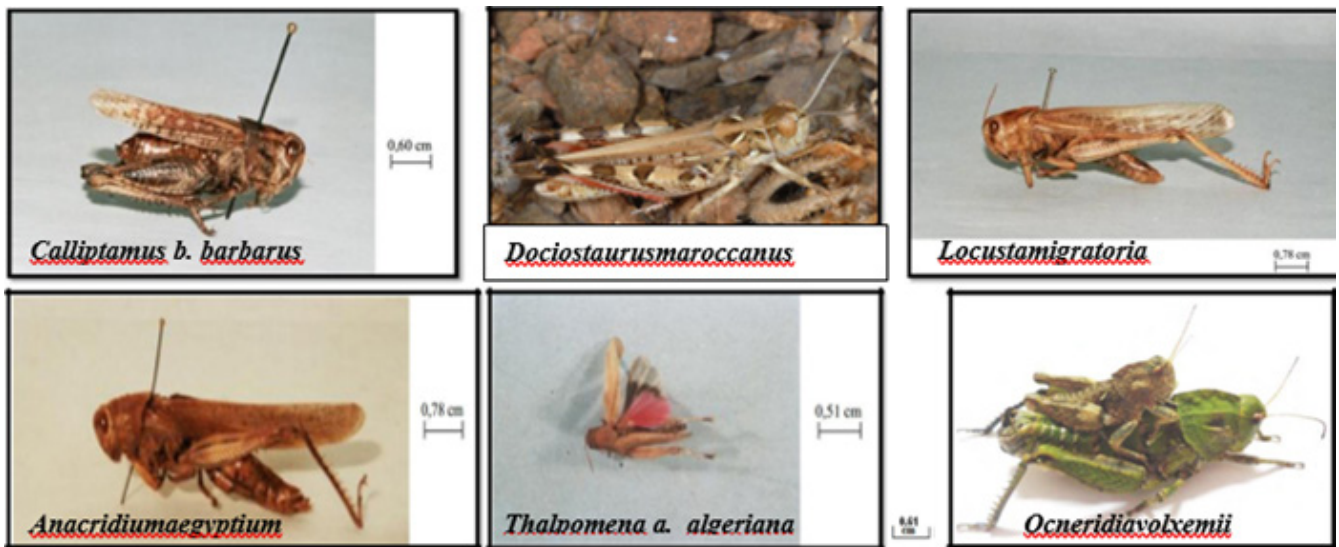 0,60 cm
Calliptamus b. barbarus
Dociostaurusmaroccanus
Locustamigratoria
0,78 cm
0,78 cm
Anacridiumaegyptium
0,51 cm
Thalpomena a. algeriana
cm
Ocneridiavolxemii